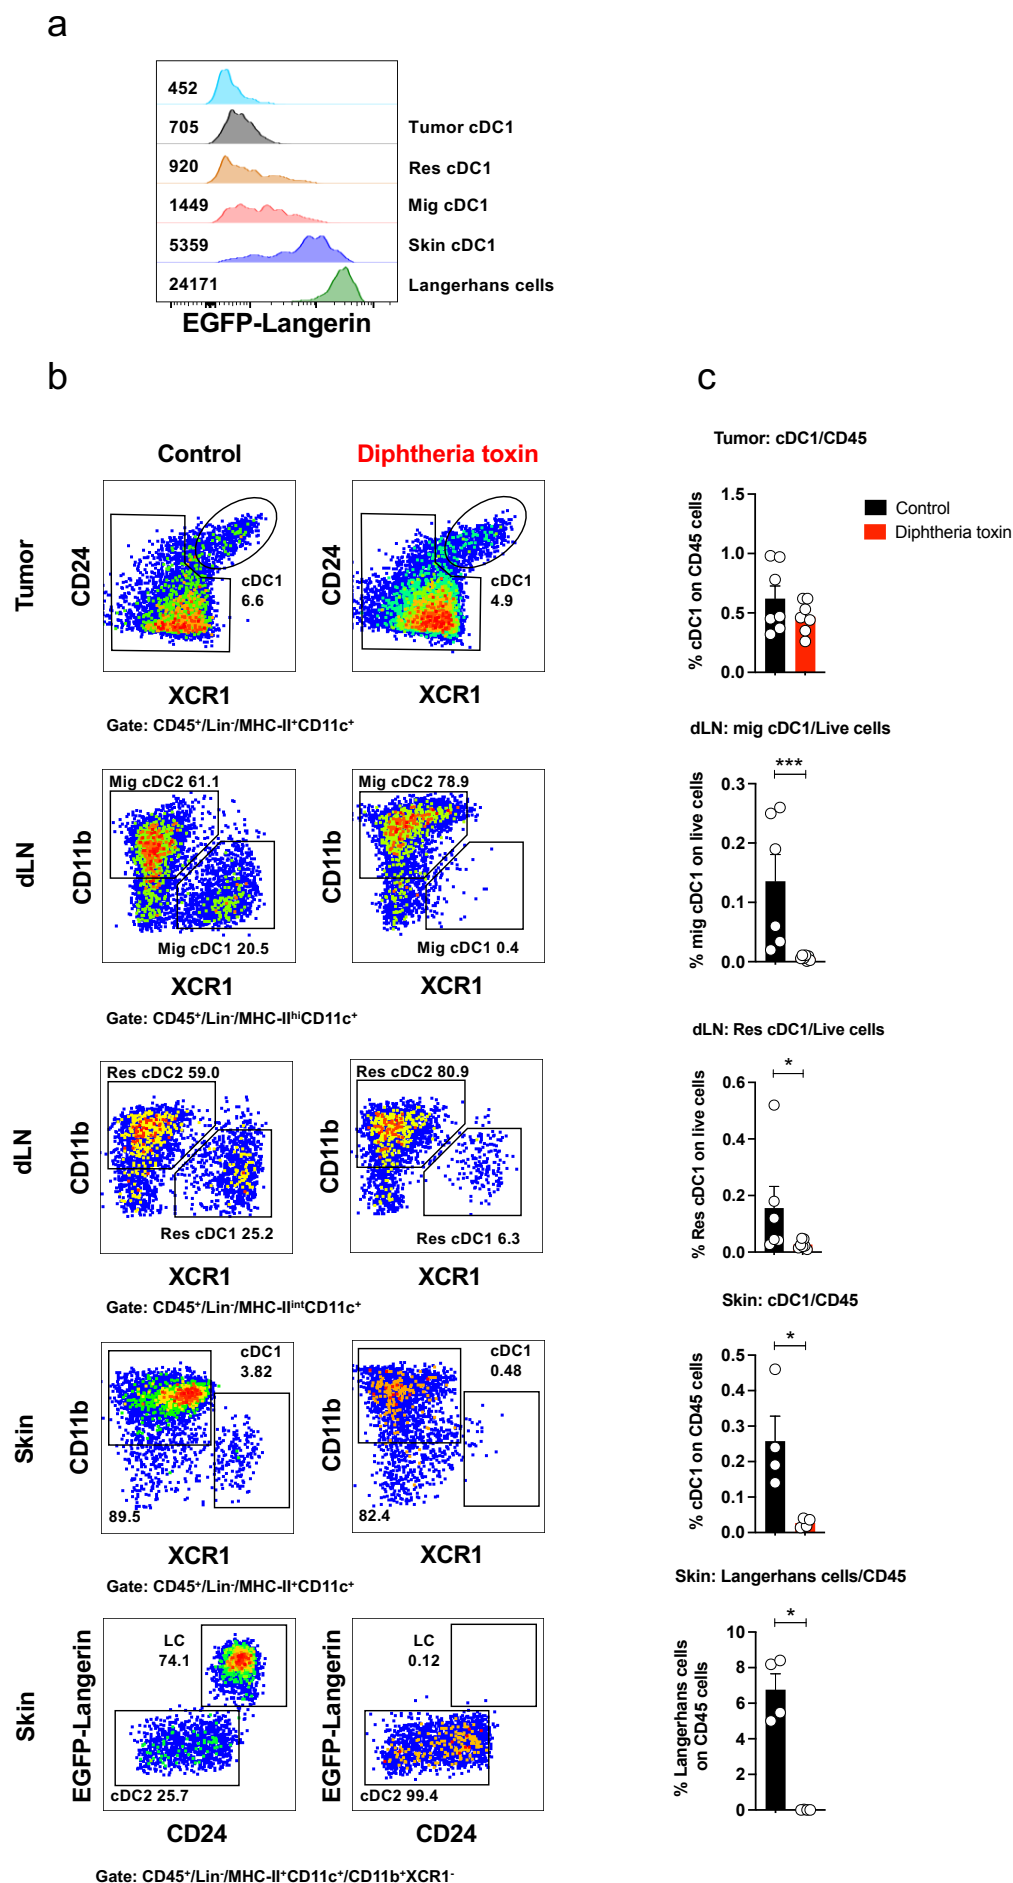 a
452
705 Tumor cDC1
920 Res cDC1
1449 Mig cDC1
5359 Skin cDC1
24171 Langerhans cells
EGFP-Langerin
b
Control
Diphtheria toxin
Tumor
CD24
cDC1
6.6
XCR1
CD24
cDC1
4.9
XCR1
Gate: CD45⁺/Lin⁻/MHC-II⁺CD11c⁺
dLN
CD11b
Mig cDC2 61.1
Mig cDC1 20.5
XCR1
CD11b
Mig cDC2 78.9
Mig cDC1 0.4
XCR1
Gate: CD45⁺/Lin⁻/MHC-IIʰⁱCD11c⁺
dLN
CD11b
Res cDC2 59.0
Res cDC1 25.2
XCR1
CD11b
Res cDC2 80.9
Res cDC1 6.3
XCR1
Gate: CD45⁺/Lin⁻/MHC-IIⁱⁿᵗCD11c⁺
Skin
CD11b
cDC1
3.82
89.5
XCR1
CD11b
cDC1
0.48
82.4
XCR1
Gate: CD45⁺/Lin⁻/MHC-II⁺CD11c⁺
Skin
EGFP-Langerin
LC
74.1
cDC2 25.7
CD24
EGFP-Langerin
LC
0.12
cDC2 99.4
CD24
Gate: CD45⁺/Lin⁻/MHC-II⁺CD11c⁺/CD11b⁺XCR1⁻
c
Tumor: cDC1/CD45
% cDC1 on CD45 cells
1.5
1.0
0.5
0.0
Control
Diphtheria toxin
dLN: mig cDC1/Live cells
% mig cDC1 on live cells
0.3
0.2
0.1
0.0
***
dLN: Res cDC1/Live cells
% Res cDC1 on live cells
0.6
0.4
0.2
0.0
*
Skin: cDC1/CD45
% cDC1 on CD45 cells
0.5
0.4
0.3
0.2
0.1
0.0
*
Skin: Langerhans cells/CD45
% Langerhans cells
on CD45 cells
10
8
6
4
2
0
*